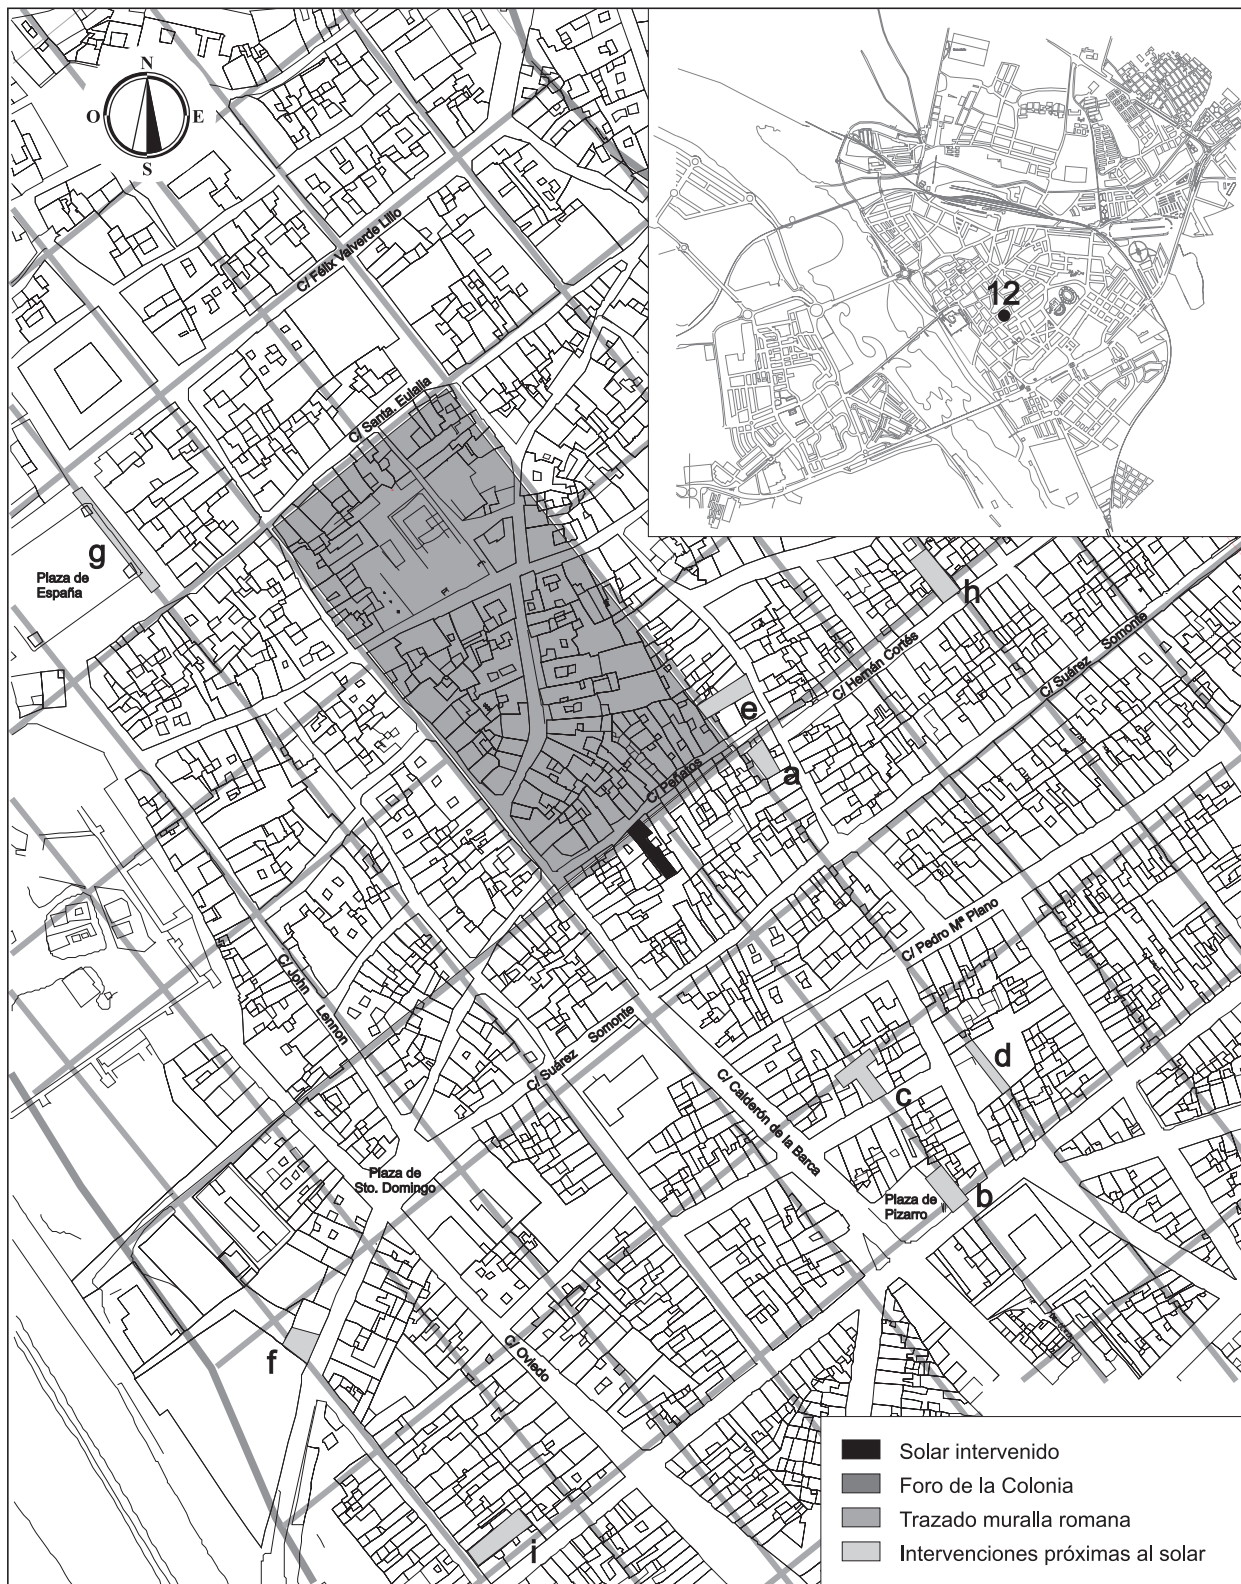 N
O
E
S
12
C/ Félix Valverde Lillo
C/ Santa. Eulalia
g
Plaza de
España
h
C/ Hernán Cortés
C/ Suárez Somonte
e
a
C/ Peñatos
C/ Pedro Mª Plano
C/ John Lennon
C/ Suárez Somonte
d
c
C/ Calderón de la Barca
Plaza de
Sto. Domingo
Plaza de
Pizarro
b
f
C/ Oviedo
i
Solar intervenido
Foro de la Colonia
Trazado muralla romana
Intervenciones próximas al solar